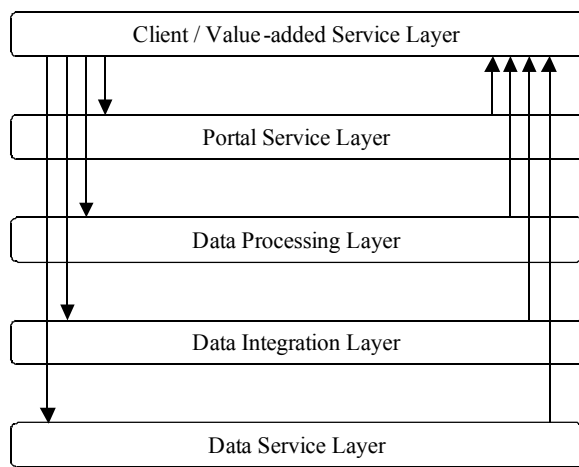 Client / Value-added Service Layer
Portal Service Layer
Data Processing Layer
Data Integration Layer
Data Service Layer